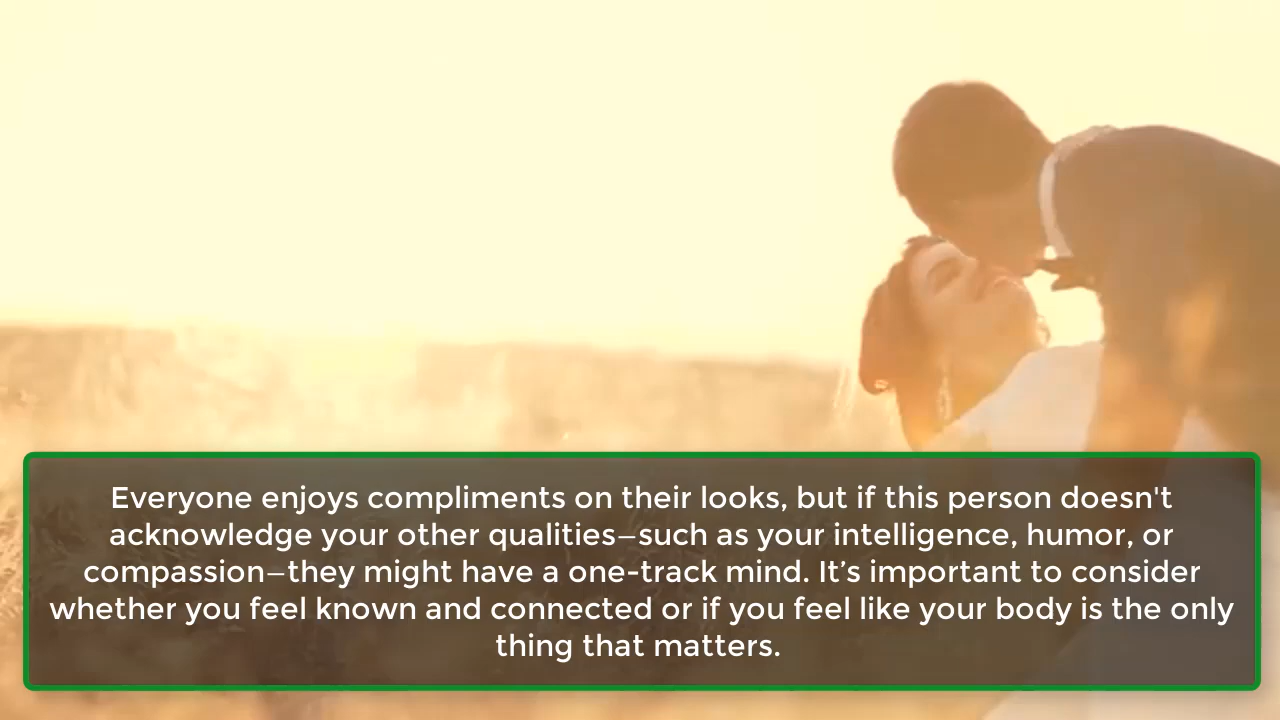 Everyone enjoys compliments on their looks, but if this person doesn't
acknowledge your other qualities—such as your intelligence, humor, or
compassion—they might have a one-track mind. It’s important to consider
whether you feel known and connected or if you feel like your body is the only
thing that matters.